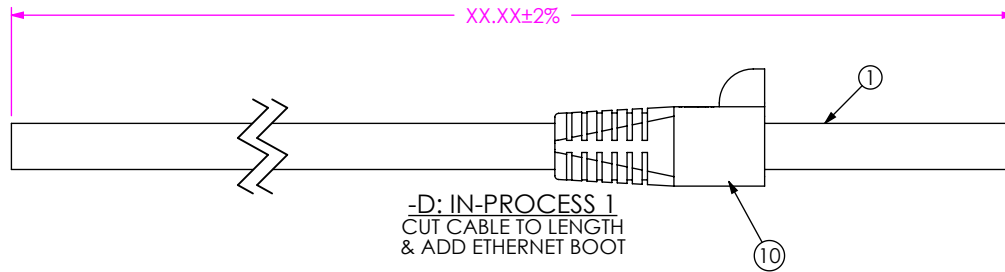 XX.XX±2%
1
-D: IN-PROCESS 1
CUT CABLE TO LENGTH
& ADD ETHERNET BOOT
10